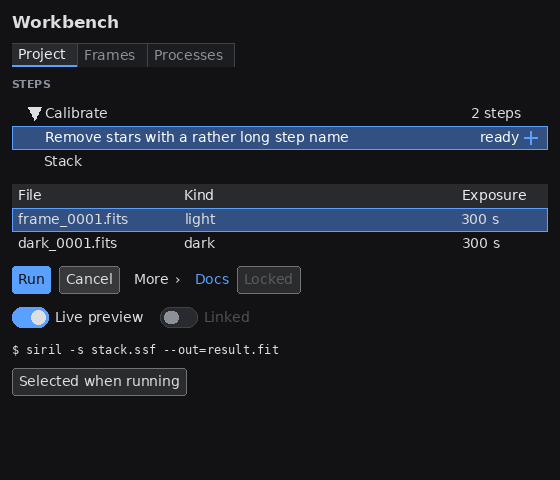 Workbench
Project Frames Processes
STEPS
Calibrate 2 steps
Remove stars with a rather long step name ready
Stack
File Kind Exposure
frame_0001.fits light 300 s
dark_0001.fits dark 300 s
Run Cancel More › Docs Locked
Live preview Linked
$ siril -s stack.ssf --out=result.fit
Selected when running